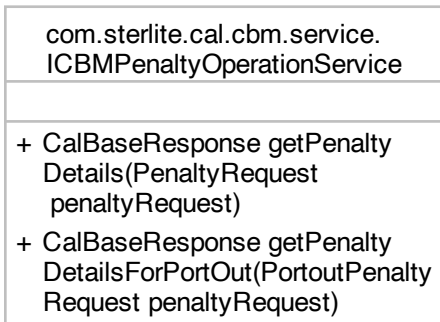 com.sterlite.cal.cbm.service.
ICBMPenaltyOperationService
+ CalBaseResponse getPenalty
Details(PenaltyRequest
penaltyRequest)
+ CalBaseResponse getPenalty
DetailsForPortOut(PortoutPenalty
Request penaltyRequest)